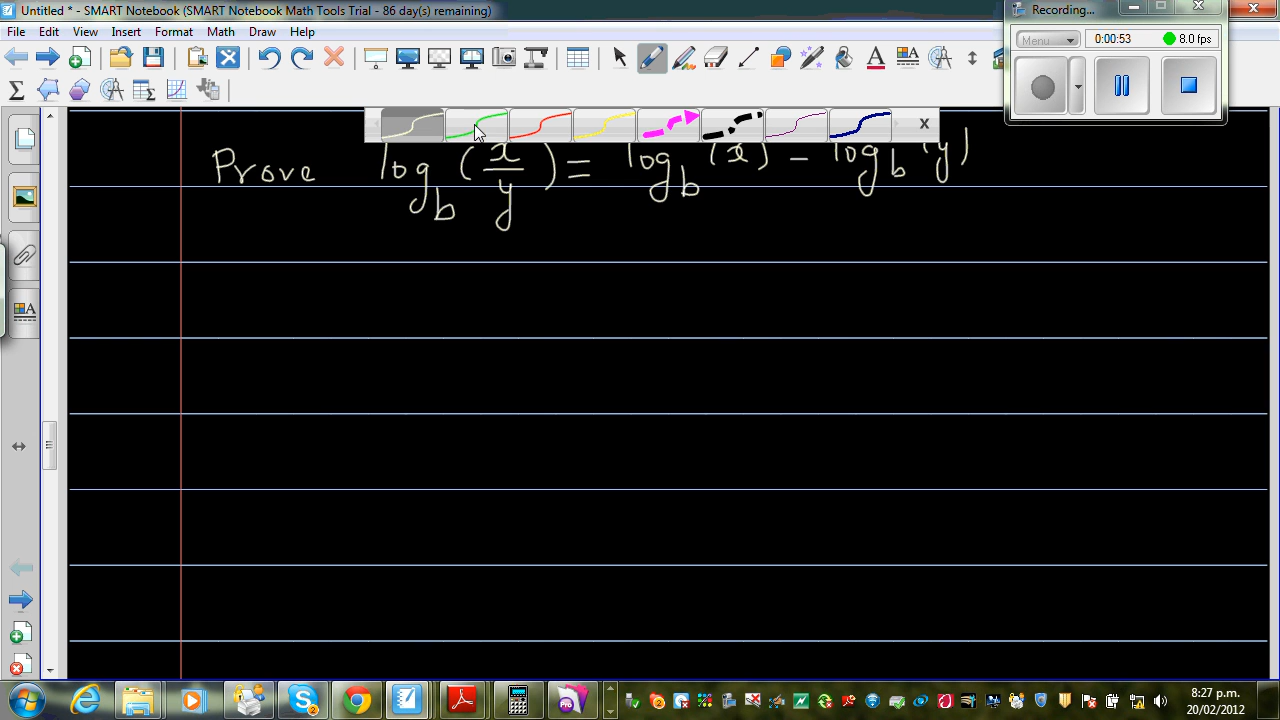 Untitled * - SMART Notebook (SMART Notebook Math Tools Trial - 86 day(s) remaining)
Recording...
File Edit View Insert Format Math Draw Help
Menu 0:00:53 8.0 fps
Prove log_b (x/y) = log_b (x) - log_b (y)
8:27 p.m.
20/02/2012